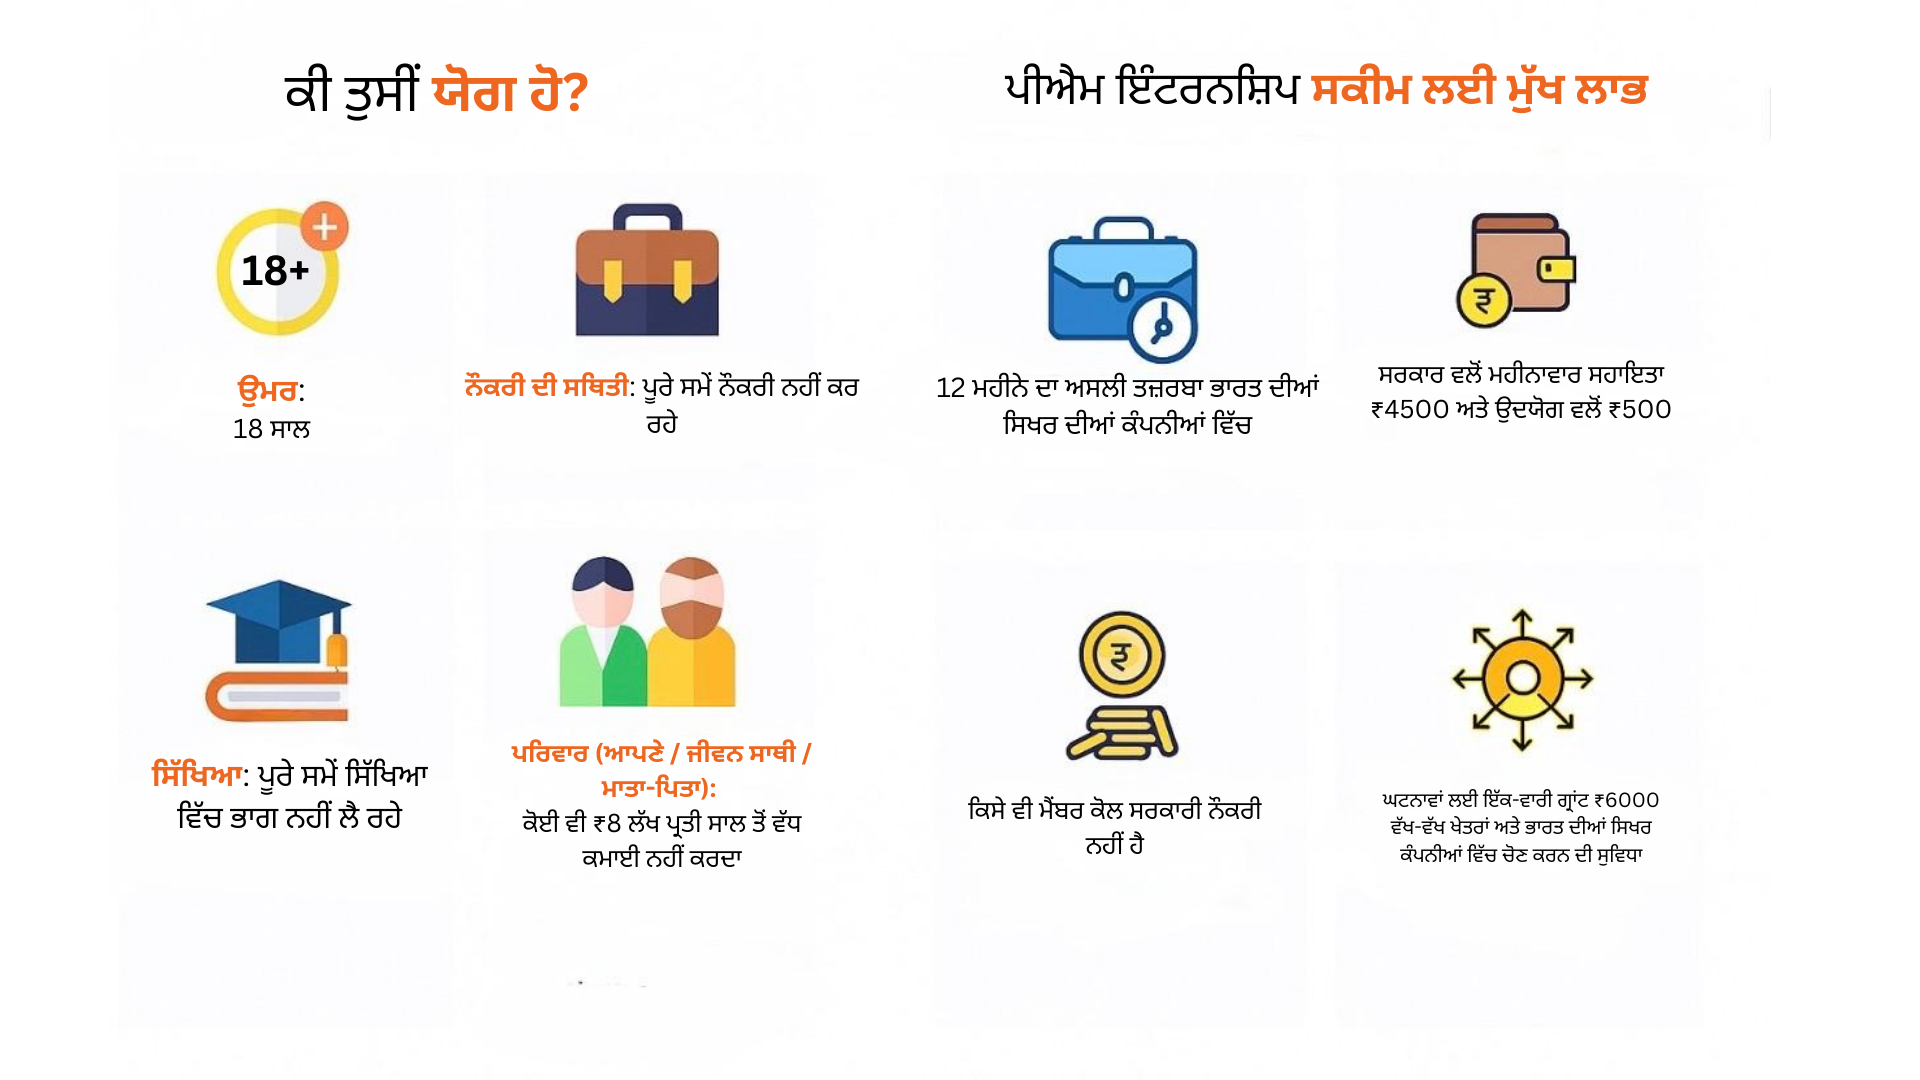 ਕੀ ਤੁਸੀਂ ਯੋਗ ਹੋ?
18+
ਉਮਰ:
18 ਸਾਲ
ਨੌਕਰੀ ਦੀ ਸਥਿਤੀ: ਪੂਰੇ ਸਮੇਂ ਨੌਕਰੀ ਨਹੀਂ ਕਰ
ਰਹੇ
ਸਿੱਖਿਆ: ਪੂਰੇ ਸਮੇਂ ਸਿੱਖਿਆ
ਵਿੱਚ ਭਾਗ ਨਹੀਂ ਲੈ ਰਹੇ
ਪਰਿਵਾਰ (ਆਪਣੇ / ਜੀਵਨ ਸਾਥੀ /
ਮਾਤਾ-ਪਿਤਾ):
ਕੋਈ ਵੀ ₹8 ਲੱਖ ਪ੍ਰਤੀ ਸਾਲ ਤੋਂ ਵੱਧ
ਕਮਾਈ ਨਹੀਂ ਕਰਦਾ
ਪੀਐਮ ਇੰਟਰਨਸ਼ਿਪ ਸਕੀਮ ਲਈ ਮੁੱਖ ਲਾਭ
12 ਮਹੀਨੇ ਦਾ ਅਸਲੀ ਤਜ਼ਰਬਾ ਭਾਰਤ ਦੀਆਂ
ਸਿਖਰ ਦੀਆਂ ਕੰਪਨੀਆਂ ਵਿੱਚ
ਸਰਕਾਰ ਵਲੋਂ ਮਹੀਨਾਵਾਰ ਸਹਾਇਤਾ
₹4500 ਅਤੇ ਉਦਯੋਗ ਵਲੋਂ ₹500
ਕਿਸੇ ਵੀ ਮੈਂਬਰ ਕੋਲ ਸਰਕਾਰੀ ਨੌਕਰੀ
ਨਹੀਂ ਹੈ
ਘਟਨਾਵਾਂ ਲਈ ਇੱਕ-ਵਾਰੀ ਗ੍ਰਾਂਟ ₹6000
ਵੱਖ-ਵੱਖ ਖੇਤਰਾਂ ਅਤੇ ਭਾਰਤ ਦੀਆਂ ਸਿਖਰ
ਕੰਪਨੀਆਂ ਵਿੱਚ ਚੋਣ ਕਰਨ ਦੀ ਸੁਵਿਧਾ